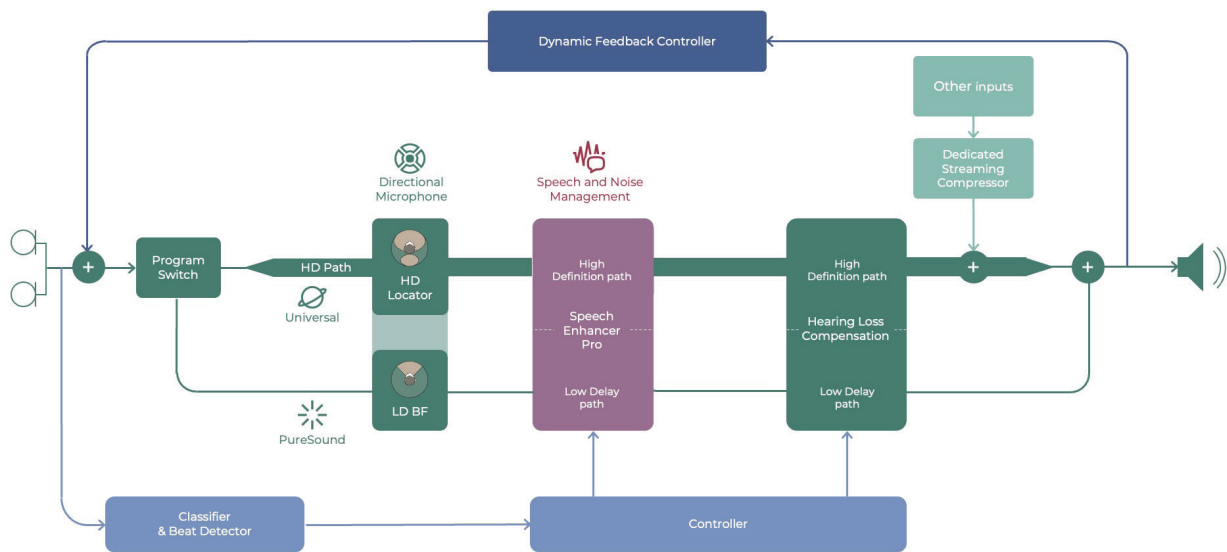 Dynamic Feedback Controller
Other inputs
Dedicated
Streaming
Compressor
Directional
Microphone
Speech and Noise
Management
+
Program
Switch
HD Path
HD
Locator
High
Definition path
High
Definition path
+
+
Universal
Speech
Enhancer
Pro
Hearing Loss
Compensation
PureSound
LD BF
Low Delay
path
Low Delay
path
Classifier
& Beat Detector
Controller